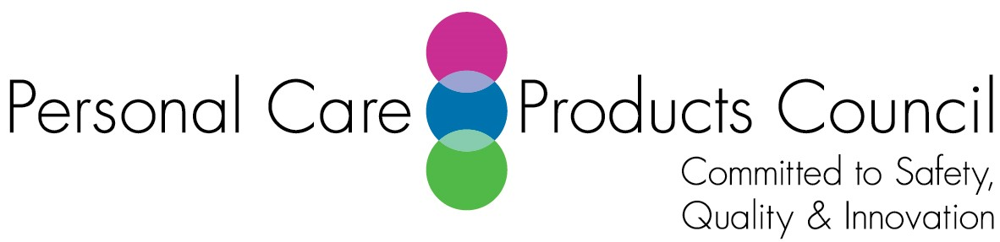 Personal Care Products Council
Committed to Safety,
Quality & Innovation